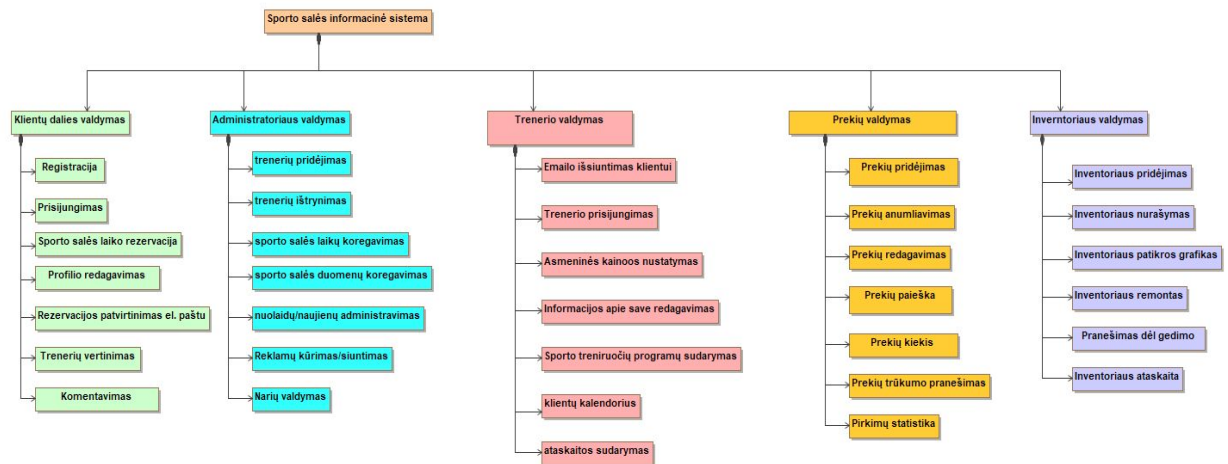 Sporto salės informacinė sistema
Klientų dalies valdymas
Registracija
Prisijungimas
Sporto salės laiko rezervacija
Profilio redagavimas
Rezervacijos patvirtinimas el. paštu
Trenerių vertinimas
Komentavimas
Administratoriaus valdymas
trenerių pridėjimas
trenerių ištrynimas
sporto salės laikų koregavimas
sporto salės duomenų koregavimas
nuolaidų/naujienų administravimas
Reklamų kūrimas/siuntimas
Narių valdymas
Trenerio valdymas
Emailo išsiuntimas klientui
Trenerio prisijungimas
Asmeninės kainoos nustatymas
Informacijos apie save redagavimas
Sporto treniruočių programų sudarymas
klientų kalendorius
ataskaitos sudarymas
Prekių valdymas
Prekių pridėjimas
Prekių anumliavimas
Prekių redagavimas
Prekių paieška
Prekių kiekis
Prekių trūkumo pranešimas
Pirkimų statistika
Inverntoriaus valdymas
Inventoriaus pridėjimas
Inventoriaus nurašymas
Inventoriaus patikros grafikas
Inventoriaus remontas
Pranešimas dėl gedimo
Inventoriaus ataskaita